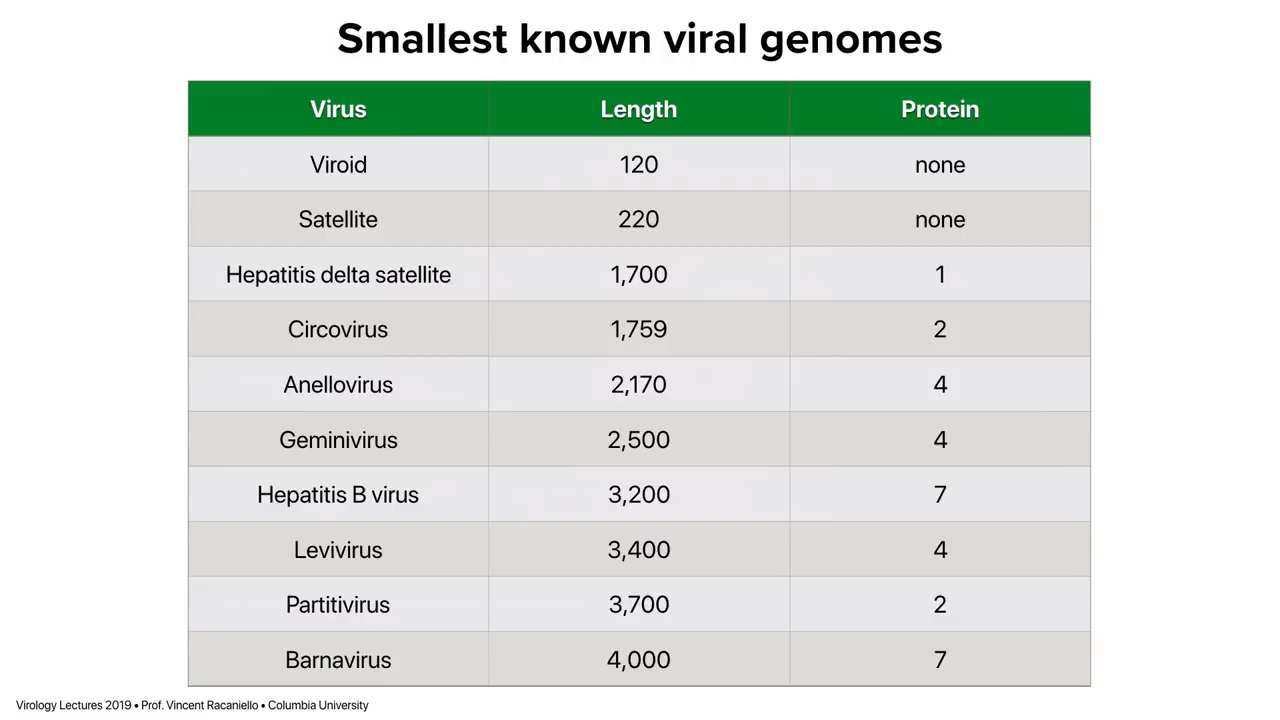 Smallest known viral genomes
Virus Length Protein
Viroid 120 none
Satellite 220 none
Hepatitis delta satellite 1,700 1
Circovirus 1,759 2
Anellovirus 2,170 4
Geminivirus 2,500 4
Hepatitis B virus 3,200 7
Levivirus 3,400 4
Partitivirus 3,700 2
Barnavirus 4,000 7
Virology Lectures 2019 • Prof. Vincent Racaniello • Columbia University